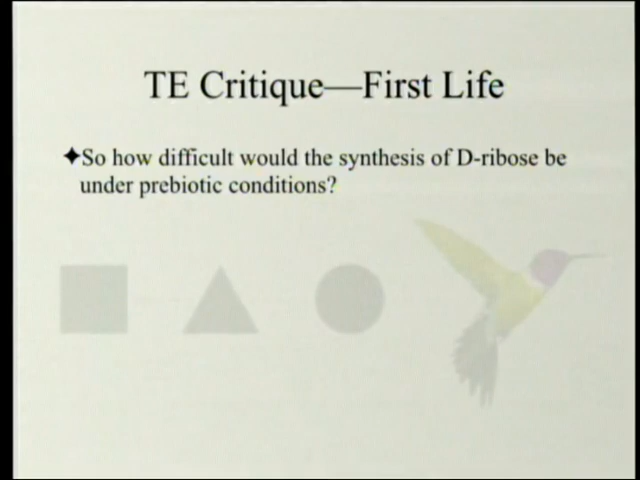 TE Critique—First Life
✦So how difficult would the synthesis of D-ribose be
under prebiotic conditions?